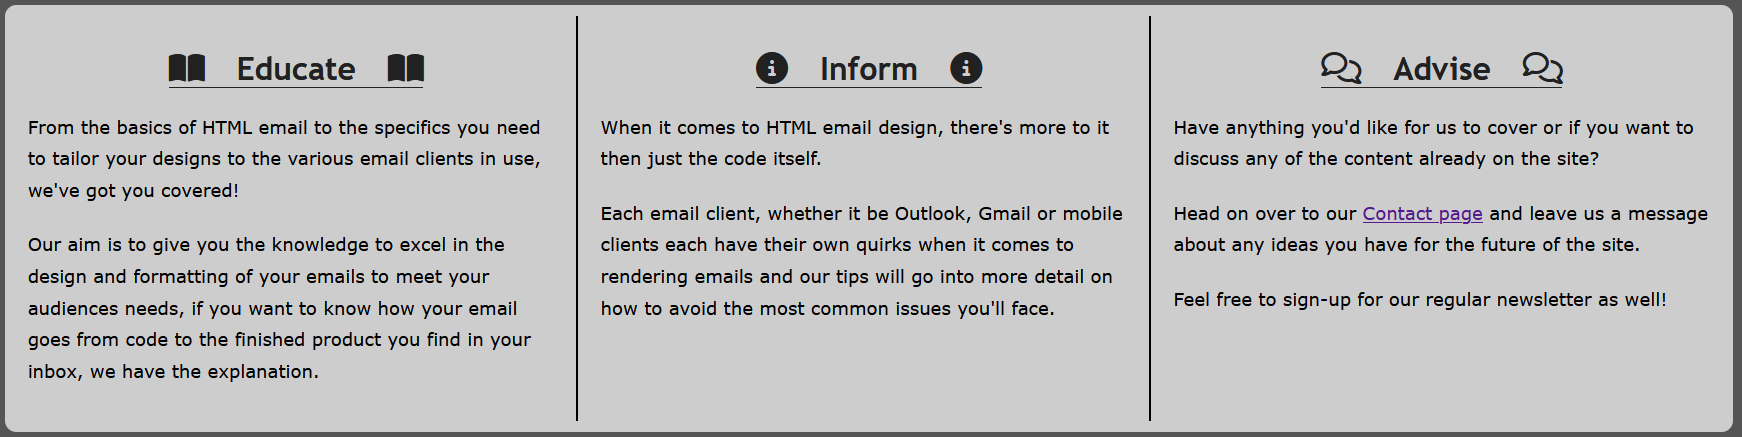 Educate
From the basics of HTML email to the specifics you need
to tailor your designs to the various email clients in use,
we've got you covered!
Our aim is to give you the knowledge to excel in the
design and formatting of your emails to meet your
audiences needs, if you want to know how your email
goes from code to the finished product you find in your
inbox, we have the explanation.
Inform
When it comes to HTML email design, there's more to it
then just the code itself.
Each email client, whether it be Outlook, Gmail or mobile
clients each have their own quirks when it comes to
rendering emails and our tips will go into more detail on
how to avoid the most common issues you'll face.
Advise
Have anything you'd like for us to cover or if you want to
discuss any of the content already on the site?
Head on over to our Contact page and leave us a message
about any ideas you have for the future of the site.
Feel free to sign-up for our regular newsletter as well!